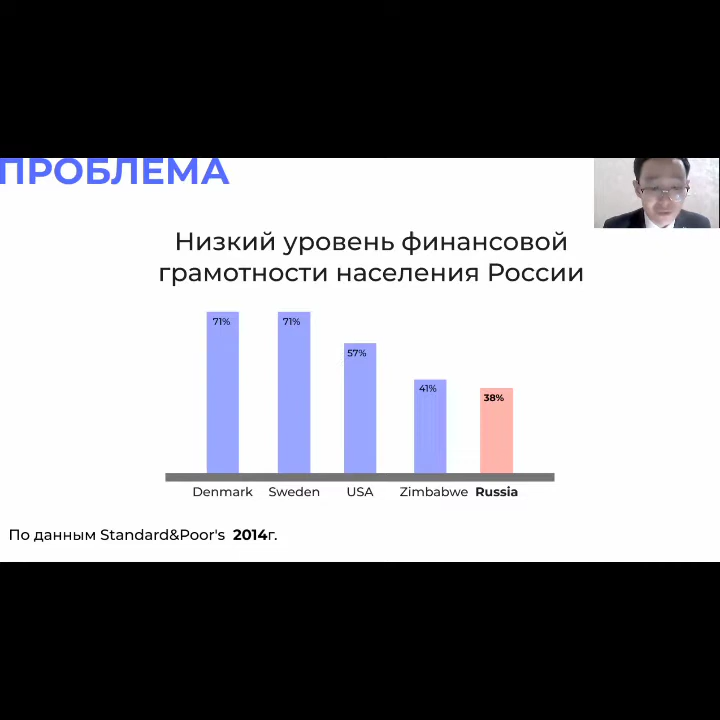 ПРОБЛЕМА
Низкий уровень финансовой
грамотности населения России
71%
71%
57%
41%
38%
Denmark
Sweden
USA
Zimbabwe
Russia
По данным Standard&Poor's 2014г.